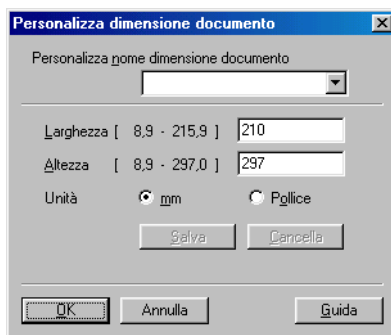 Personalizza dimensione documento
Personalizza nome dimensione documento
Larghezza [ 8,9 - 215,9 ] 210
Altezza [ 8,9 - 297,0 ] 297
Unità mm Pollice
Salva Cancella
OK Annulla Guida